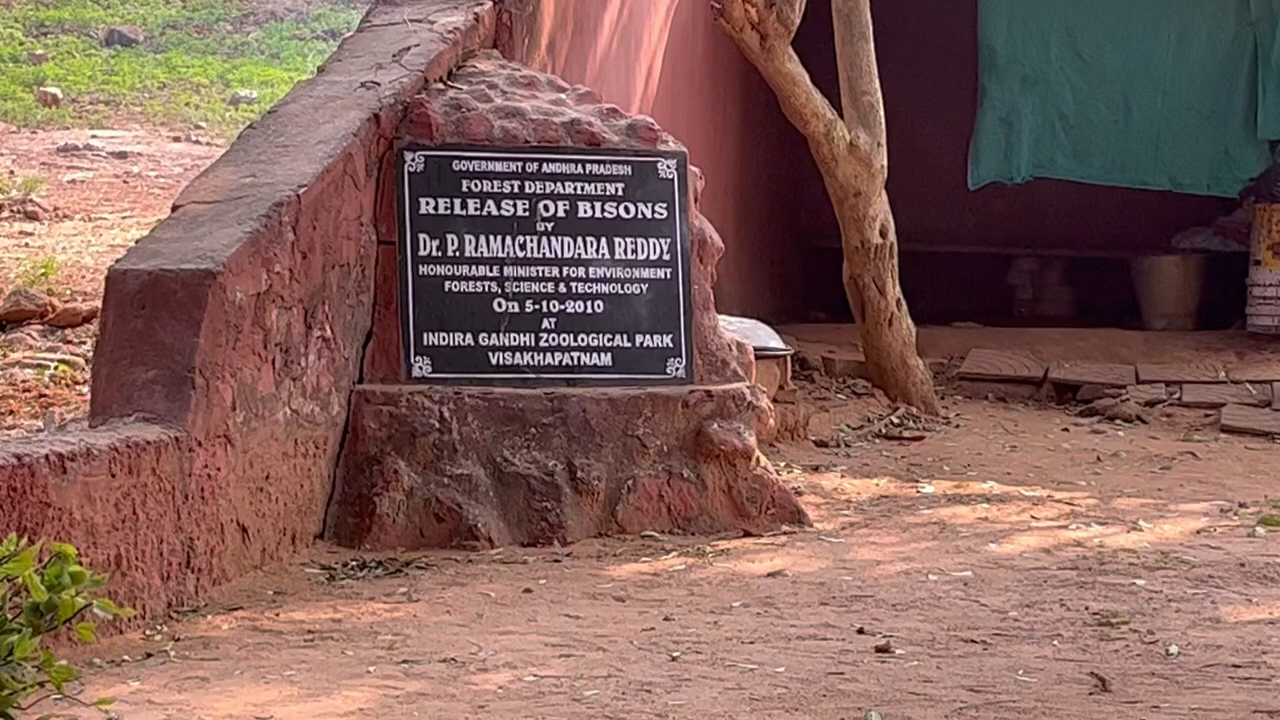 GOVERNMENT OF ANDHRA PRADESH
FOREST DEPARTMENT
RELEASE OF BISONS
BY
Dr. P. RAMACHANDARA REDDY
HONOURABLE MINISTER FOR ENVIRONMENT
FORESTS, SCIENCE & TECHNOLOGY
On 5-10-2010
AT
INDIRA GANDHI ZOOLOGICAL PARK
VISAKHAPATNAM